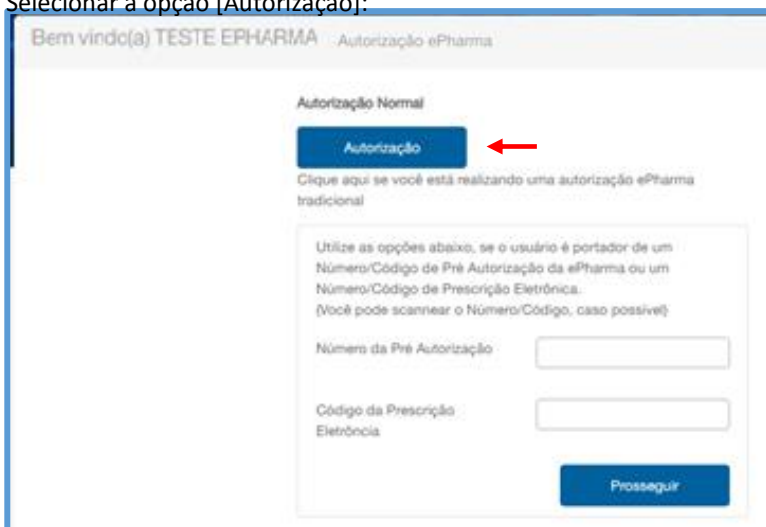 Selecionar a opção [Autorização]:
Bem vindo(a) TESTE EPHARMA Autorização ePharma
Autorização Normal
Autorização
Clique aqui se você está realizando uma autorização ePharma
tradicional
Utilize as opções abaixo, se o usuário é portador de um
Número/Código de Pré Autorização da ePharma ou um
Número/Código de Prescrição Eletrônica.
(Você pode scannear o Número/Código, caso possível)
Número da Pré Autorização
Código da Prescrição
Eletrôncia
Prosseguir